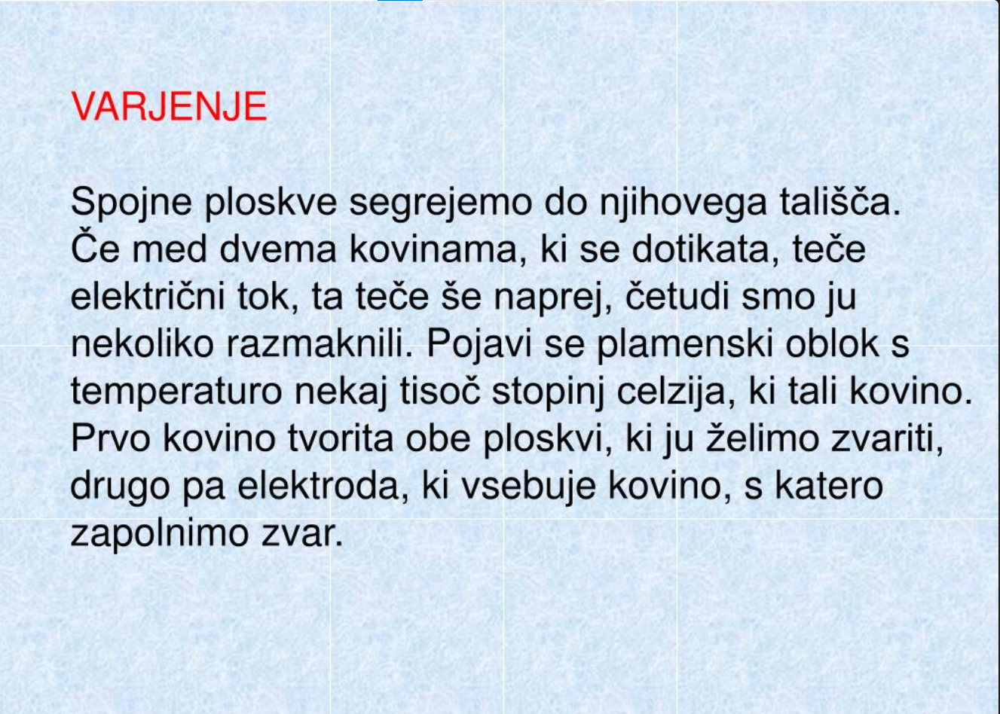 VARJENJE
Spojne ploskve segrejemo do njihovega tališča.
Če med dvema kovinama, ki se dotikata, teče
električni tok, ta teče še naprej, četudi smo ju
nekoliko razmaknili. Pojavi se plamenski oblok s
temperaturo nekaj tisoč stopinj celzija, ki tali kovino.
Prvo kovino tvorita obe ploskvi, ki ju želimo zvariti,
drugo pa elektroda, ki vsebuje kovino, s katero
zapolnimo zvar.